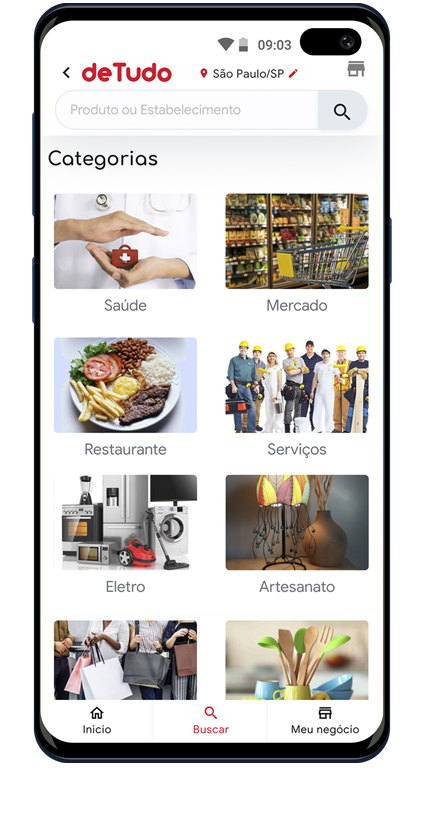 09:03
deTudo
São Paulo/SP
Produto ou Estabelecimento
Categorias
Saúde
Mercado
Restaurante
Serviços
Eletro
Artesanato
Inicio
Buscar
Meu negócio